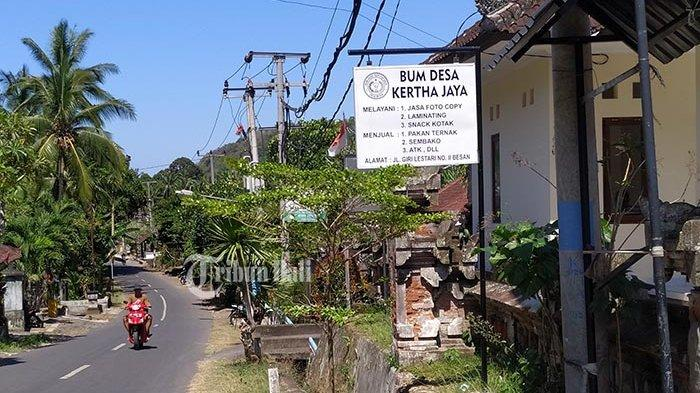 BUM DESA
KERTHA JAYA
MELAYANI : 1. JASA FOTO COPY
2. LAMINATING
3. SNACK KOTAK
MENJUAL : 1. PAKAN TERNAK
2. SEMBAKO
3. ATK , DLL
ALAMAT : JL. GIRI LESTARI NO. II BESAN
Tribun Bali